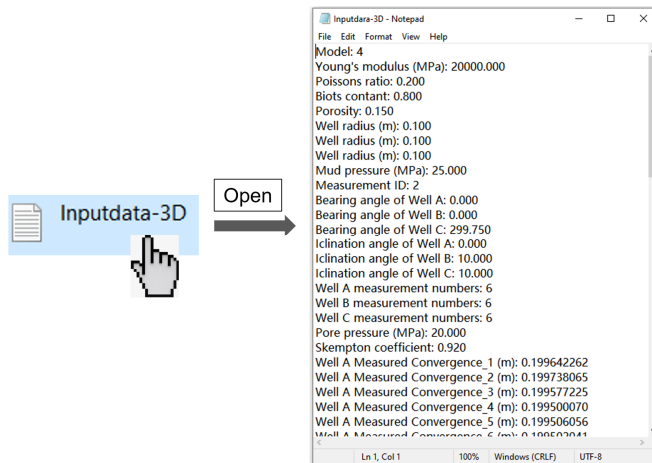 Inputdata-3D
Open
Inputdara-3D - Notepad
File Edit Format View Help
Model: 4
Young's modulus (MPa): 20000.000
Poissons ratio: 0.200
Biots contant: 0.800
Porosity: 0.150
Well radius (m): 0.100
Well radius (m): 0.100
Well radius (m): 0.100
Mud pressure (MPa): 25.000
Measurement ID: 2
Bearing angle of Well A: 0.000
Bearing angle of Well B: 0.000
Bearing angle of Well C: 299.750
Iclination angle of Well A: 0.000
Iclination angle of Well B: 10.000
Iclination angle of Well C: 10.000
Well A measurement numbers: 6
Well B measurement numbers: 6
Well C measurement numbers: 6
Pore pressure (MPa): 20.000
Skempton coefficient: 0.920
Well A Measured Convergence_1 (m): 0.199642262
Well A Measured Convergence_2 (m): 0.199738065
Well A Measured Convergence_3 (m): 0.199577225
Well A Measured Convergence_4 (m): 0.199500070
Well A Measured Convergence_5 (m): 0.199506056
Well A Measured Convergence_6 (m):
Ln 1, Col 1 100% Windows (CRLF) UTF-8